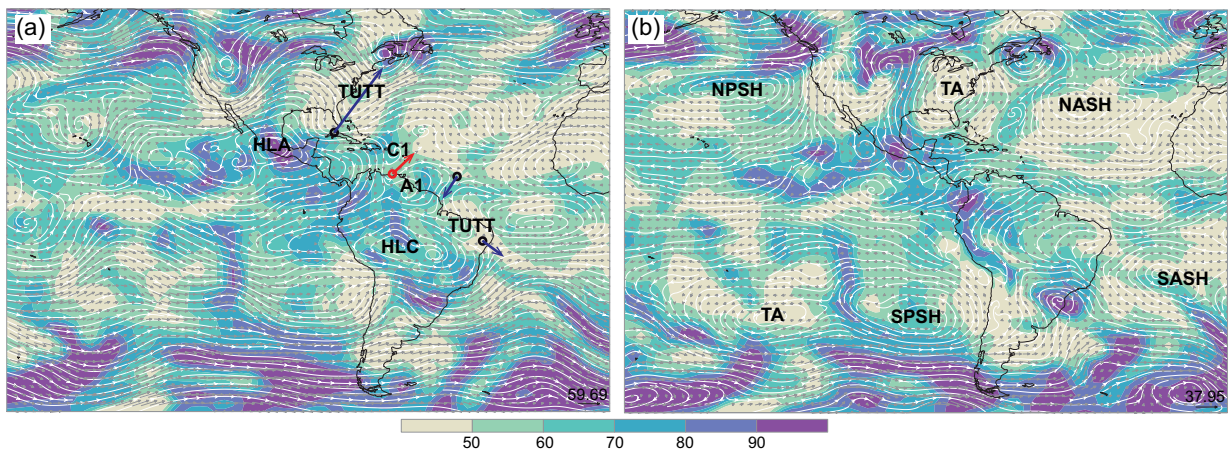 (a)
TUTT
HLA
C1
A1
TUTT
HLC
59.69
(b)
NPSH
TA
NASH
SASH
TA
SPSH
37.95
50 60 70 80 90